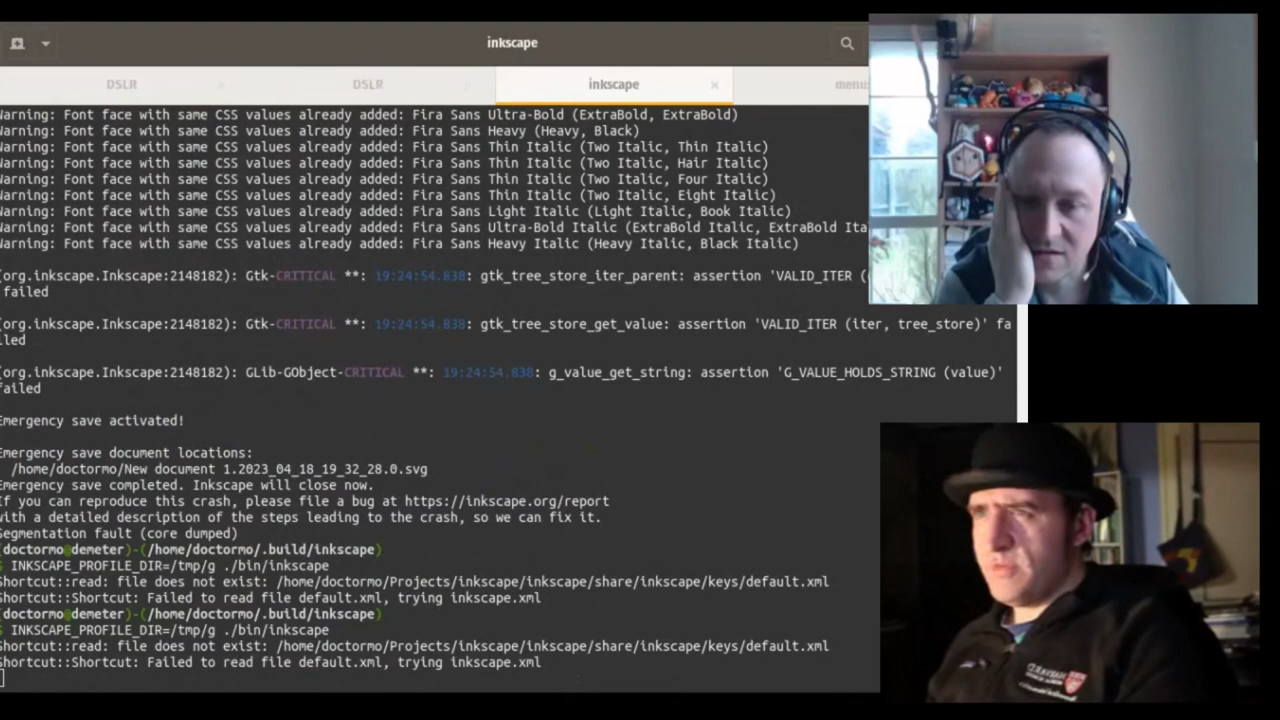 inkscape
DSLR
DSLR
inkscape
×
menu
Warning: Font face with same CSS values already added: Fira Sans Ultra-Bold (ExtraBold, ExtraBold)
Warning: Font face with same CSS values already added: Fira Sans Heavy (Heavy, Black)
Warning: Font face with same CSS values already added: Fira Sans Thin Italic (Two Italic, Thin Italic)
Warning: Font face with same CSS values already added: Fira Sans Thin Italic (Two Italic, Hair Italic)
Warning: Font face with same CSS values already added: Fira Sans Thin Italic (Two Italic, Four Italic)
Warning: Font face with same CSS values already added: Fira Sans Thin Italic (Two Italic, Eight Italic)
Warning: Font face with same CSS values already added: Fira Sans Light Italic (Light Italic, Book Italic)
Warning: Font face with same CSS values already added: Fira Sans Ultra-Bold Italic (ExtraBold Italic, ExtraBold Ita
Warning: Font face with same CSS values already added: Fira Sans Heavy Italic (Heavy Italic, Black Italic)
(org.inkscape.Inkscape:2148182): Gtk-CRITICAL **: 19:24:54.838: gtk_tree_store_iter_parent: assertion 'VALID_ITER (
failed
(org.inkscape.Inkscape:2148182): Gtk-CRITICAL **: 19:24:54.838: gtk_tree_store_get_value: assertion 'VALID_ITER (iter, tree_store)' fa
iled
(org.inkscape.Inkscape:2148182): GLib-GObject-CRITICAL **: 19:24:54.838: g_value_get_string: assertion 'G_VALUE_HOLDS_STRING (value)'
failed
Emergency save activated!
Emergency save document locations:
/home/doctormo/New document 1.2023_04_18_19_32_28.0.svg
Emergency save completed. Inkscape will close now.
If you can reproduce this crash, please file a bug at https://inkscape.org/report
with a detailed description of the steps leading to the crash, so we can fix it.
Segmentation fault (core dumped)
(doctormo@demeter)-(/home/doctormo/.build/inkscape)
$ INKSCAPE_PROFILE_DIR=/tmp/g ./bin/inkscape
Shortcut::read: file does not exist: /home/doctormo/Projects/inkscape/inkscape/share/inkscape/keys/default.xml
Shortcut::Shortcut: Failed to read file default.xml, trying inkscape.xml
(doctormo@demeter)-(/home/doctormo/.build/inkscape)
$ INKSCAPE_PROFILE_DIR=/tmp/g ./bin/inkscape
Shortcut::read: file does not exist: /home/doctormo/Projects/inkscape/inkscape/share/inkscape/keys/default.xml
Shortcut::Shortcut: Failed to read file default.xml, trying inkscape.xml